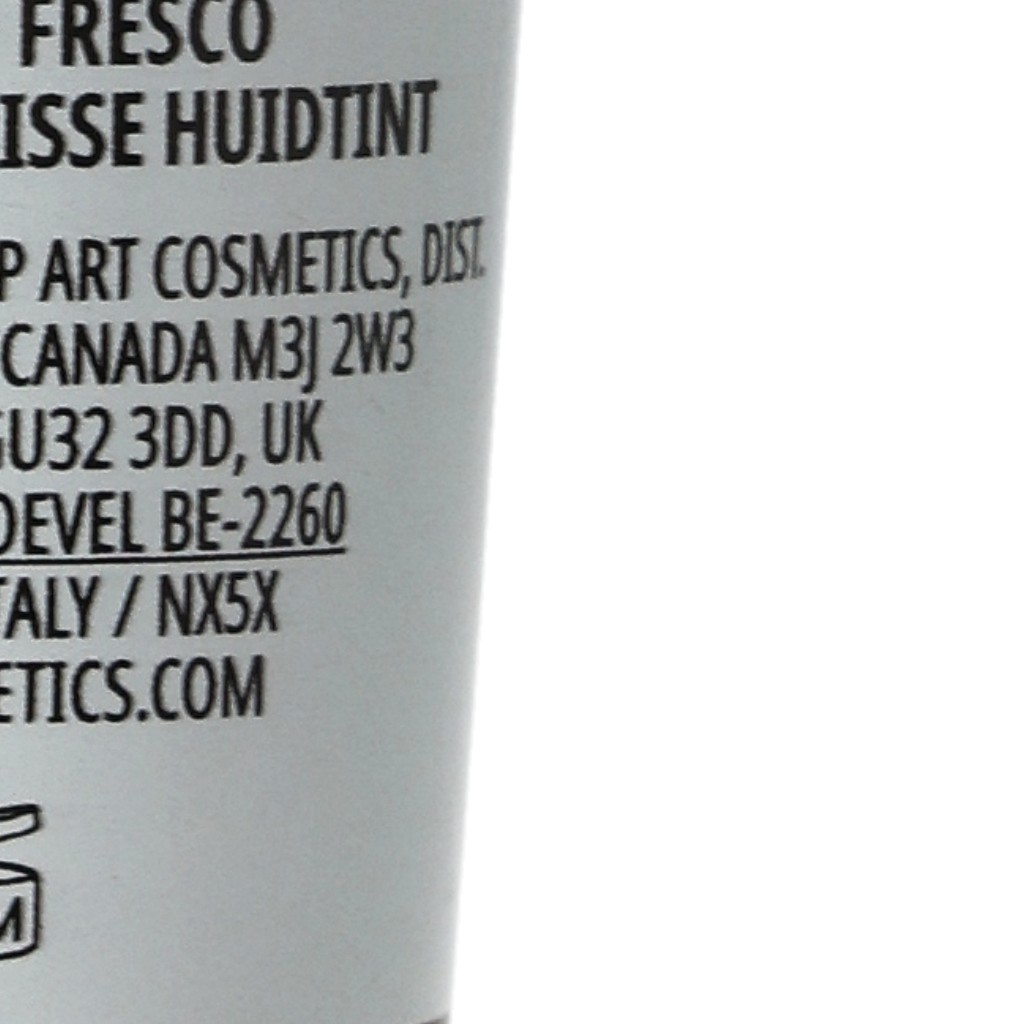 FRESCO
ISSE HUIDTINT
P ART COSMETICS, DIST.
CANADA M3J 2W3
GU32 3DD, UK
DEVEL BE-2260
TALY / NX5X
ETICS.COM
M